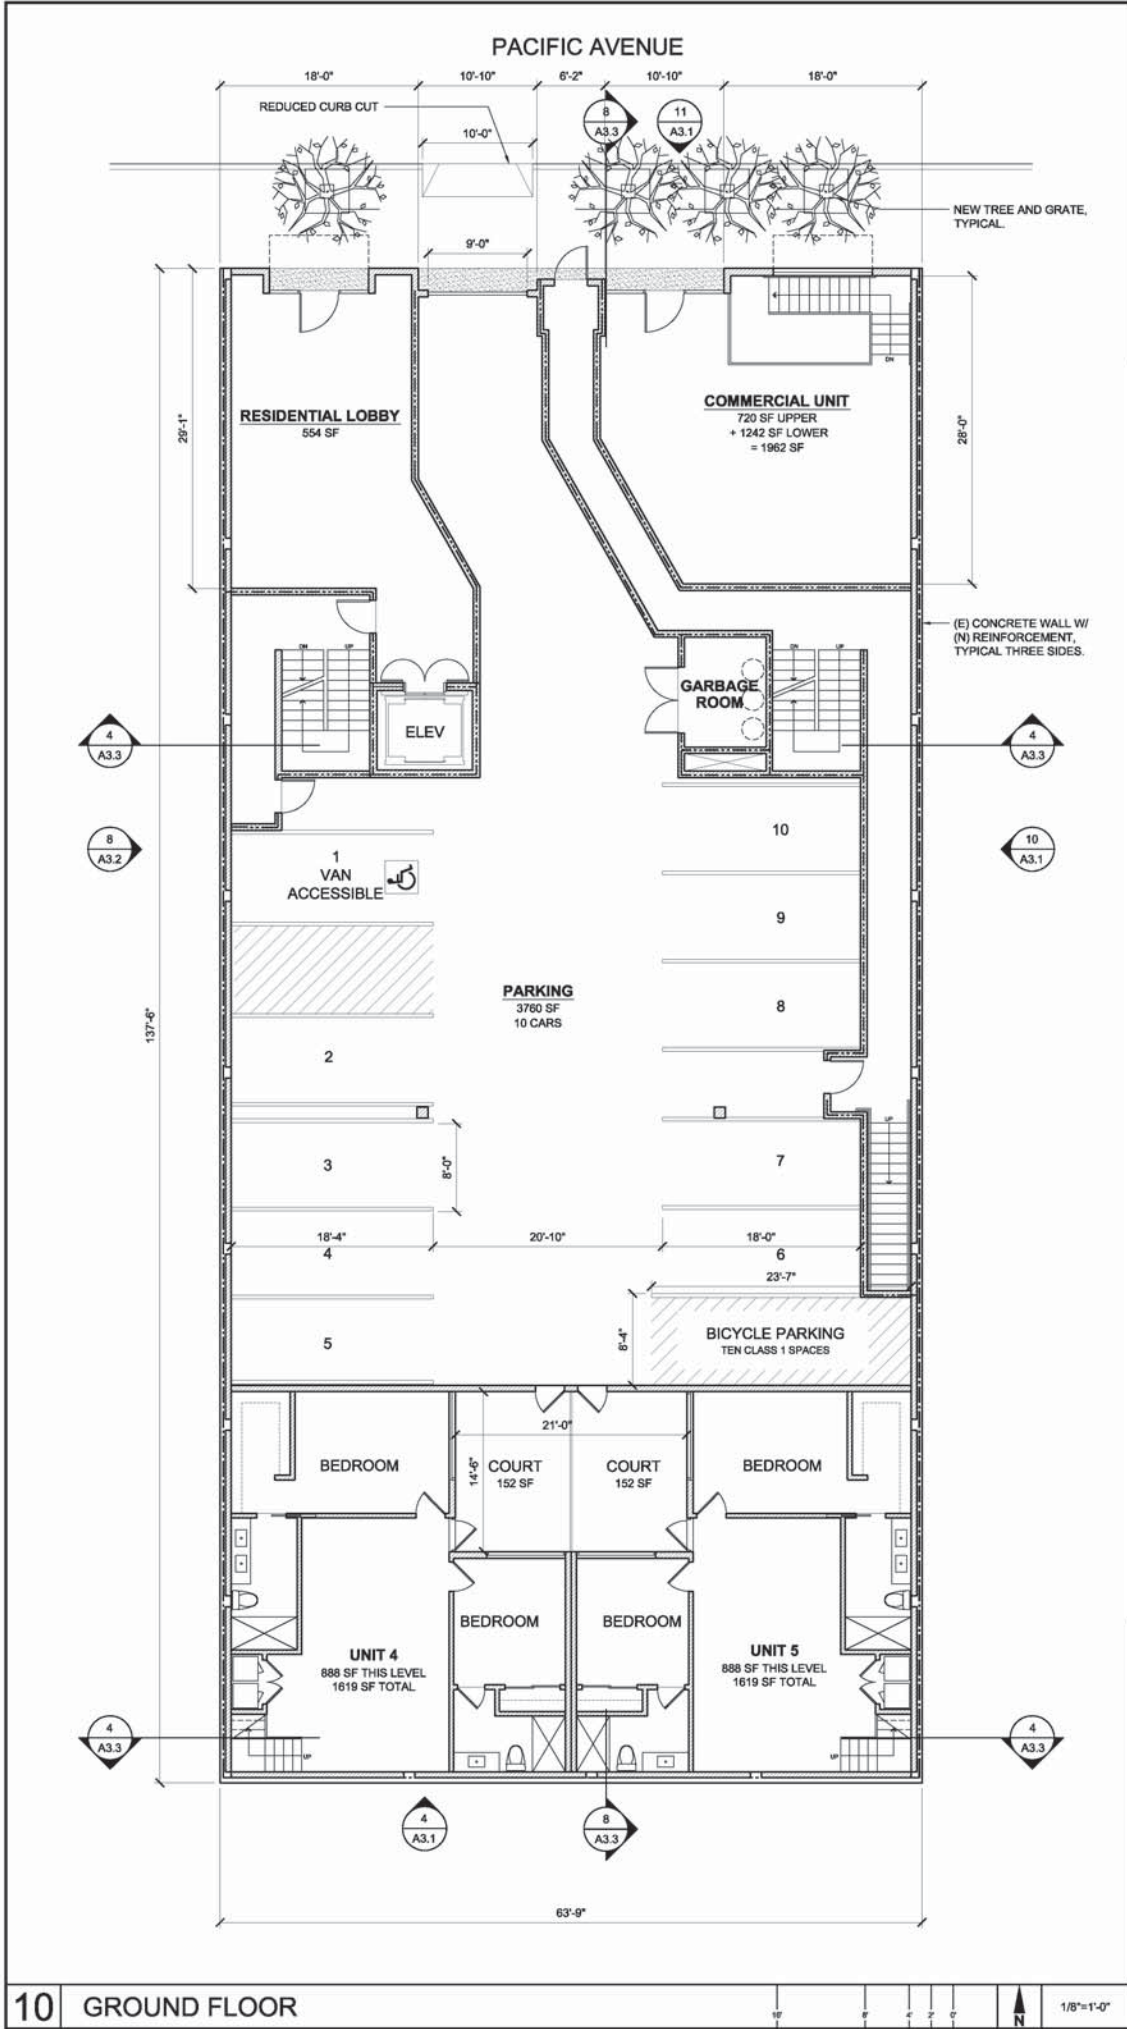 PACIFIC AVENUE
18'-0"
10'-10"
6'-2"
10'-10"
18'-0"
REDUCED CURB CUT
10'-0"
8
A3.3
11
A3.1
NEW TREE AND GRATE,
TYPICAL.
9'-0"
DN
RESIDENTIAL LOBBY
554 SF
COMMERCIAL UNIT
720 SF UPPER
+ 1242 SF LOWER
= 1962 SF
29'-1"
28'-0"
(E) CONCRETE WALL W/
(N) REINFORCEMENT,
TYPICAL THREE SIDES.
DN
UP
DN
UP
GARBAGE
ROOM
ELEV
4
A3.3
4
A3.3
8
A3.2
10
A3.1
1
VAN
ACCESSIBLE
10
9
PARKING
3760 SF
10 CARS
8
137'-6"
2
UP
3
8'-0"
7
18'-4"
20'-10"
18'-0"
4
6
23'-7"
5
8'-4"
BICYCLE PARKING
TEN CLASS 1 SPACES
21'-0"
BEDROOM
14'-6"
COURT
152 SF
COURT
152 SF
BEDROOM
BEDROOM
BEDROOM
UNIT 4
888 SF THIS LEVEL
1619 SF TOTAL
UNIT 5
888 SF THIS LEVEL
1619 SF TOTAL
4
A3.3
UP
UP
4
A3.3
4
A3.1
8
A3.3
63'-9"
10
GROUND FLOOR
16'
8'
4'
2'
0'
N
1/8"=1'-0"